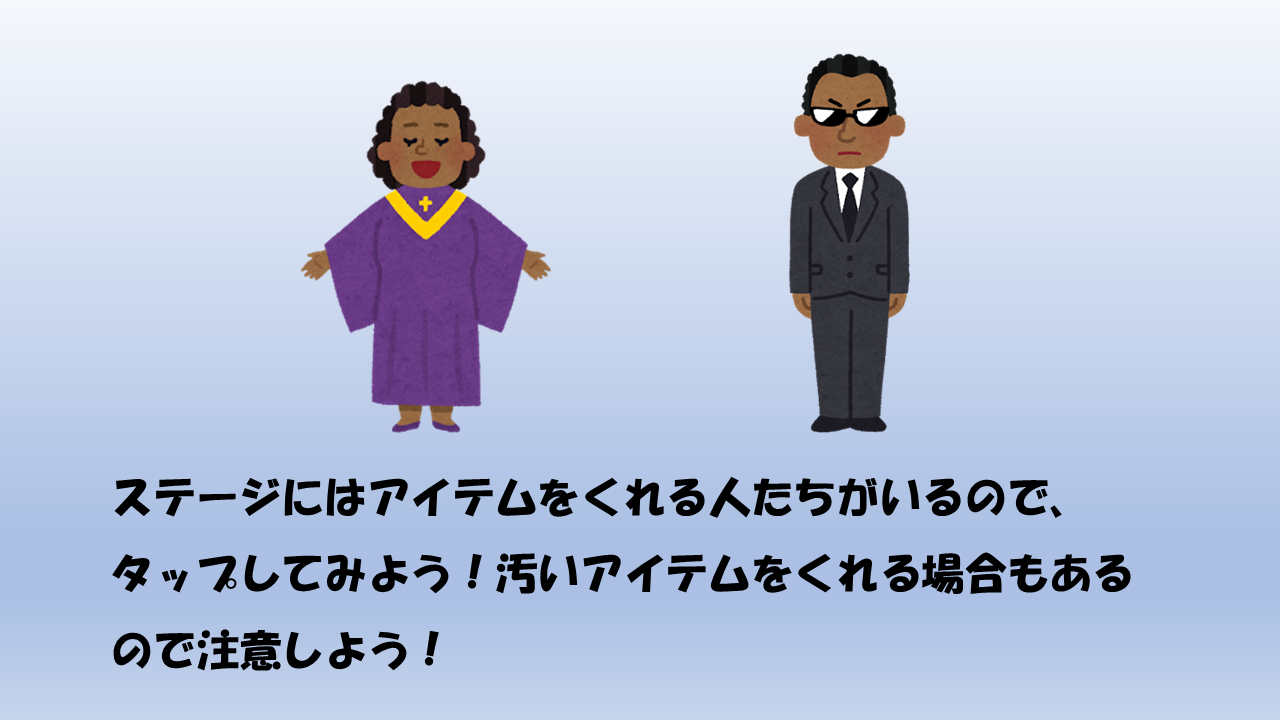 ステージにはアイテムをくれる人たちがいるので、
タップしてみよう！汚いアイテムをくれる場合もある
ので注意しよう！